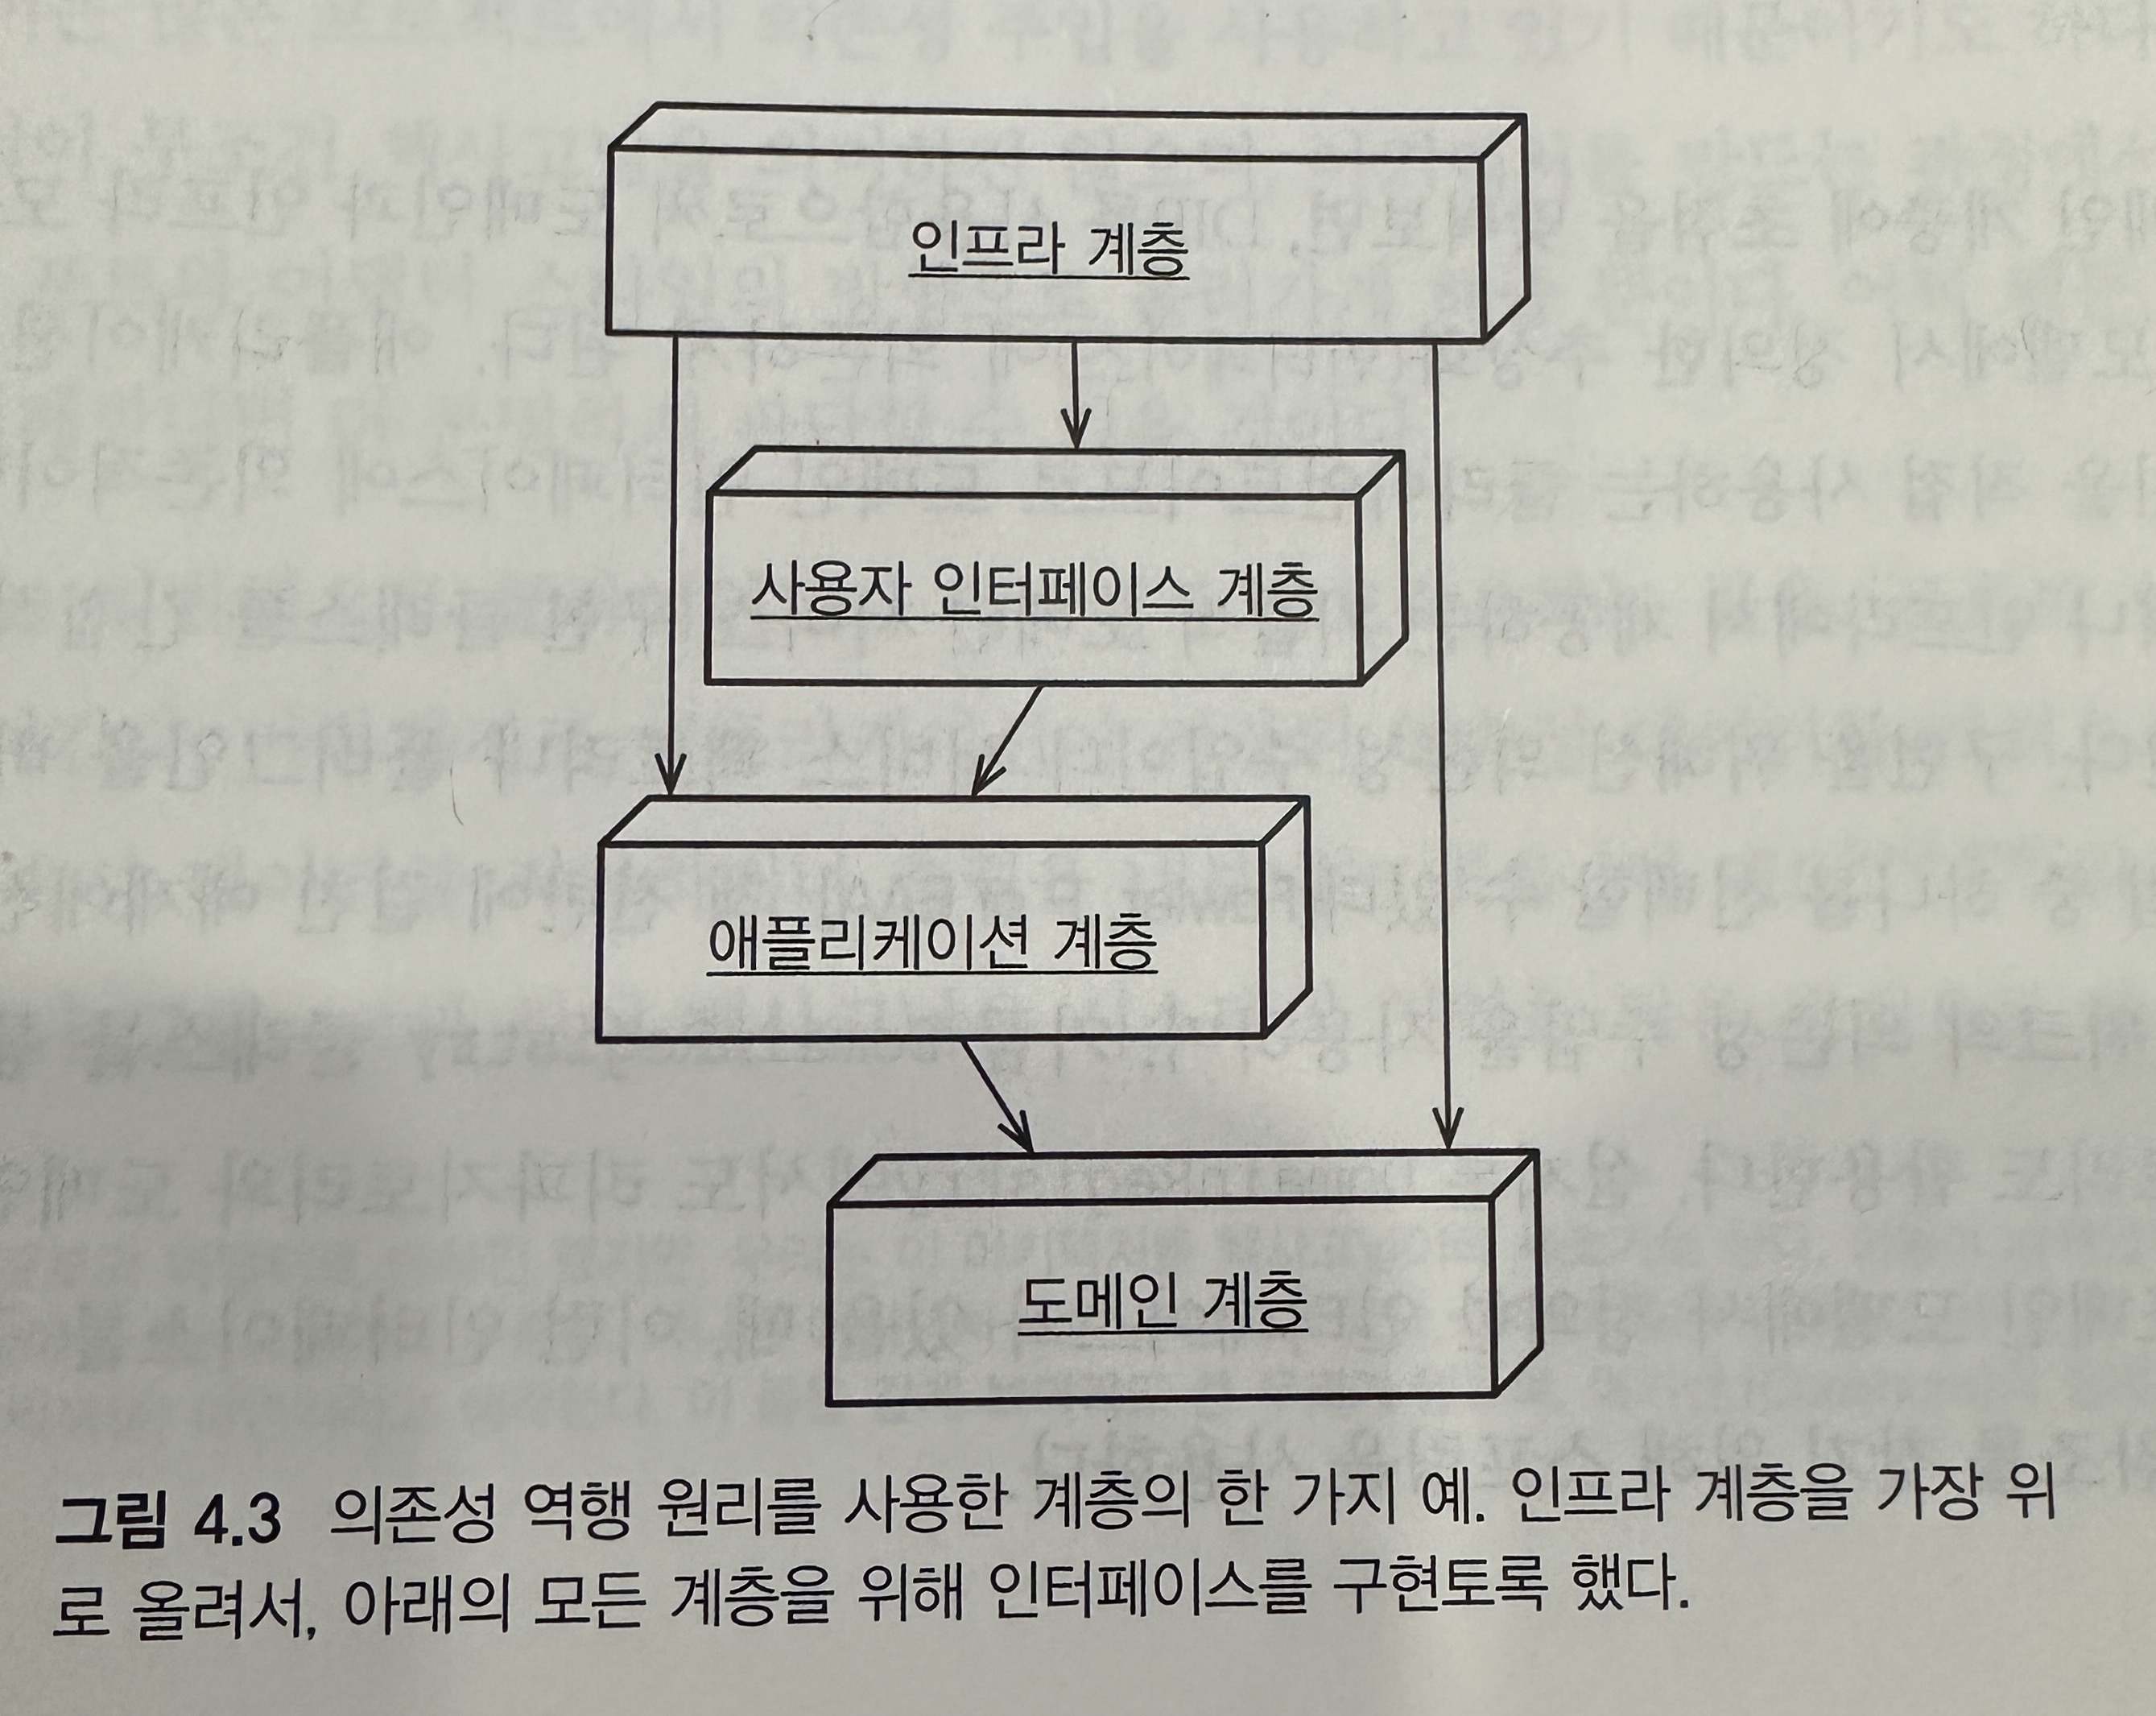 인프라 계층
사용자 인터페이스 계층
애플리케이션 계층
도메인 계층
그림 4.3 의존성 역행 원리를 사용한 계층의 한 가지 예. 인프라 계층을 가장 위
로 올려서, 아래의 모든 계층을 위해 인터페이스를 구현토록 했다.